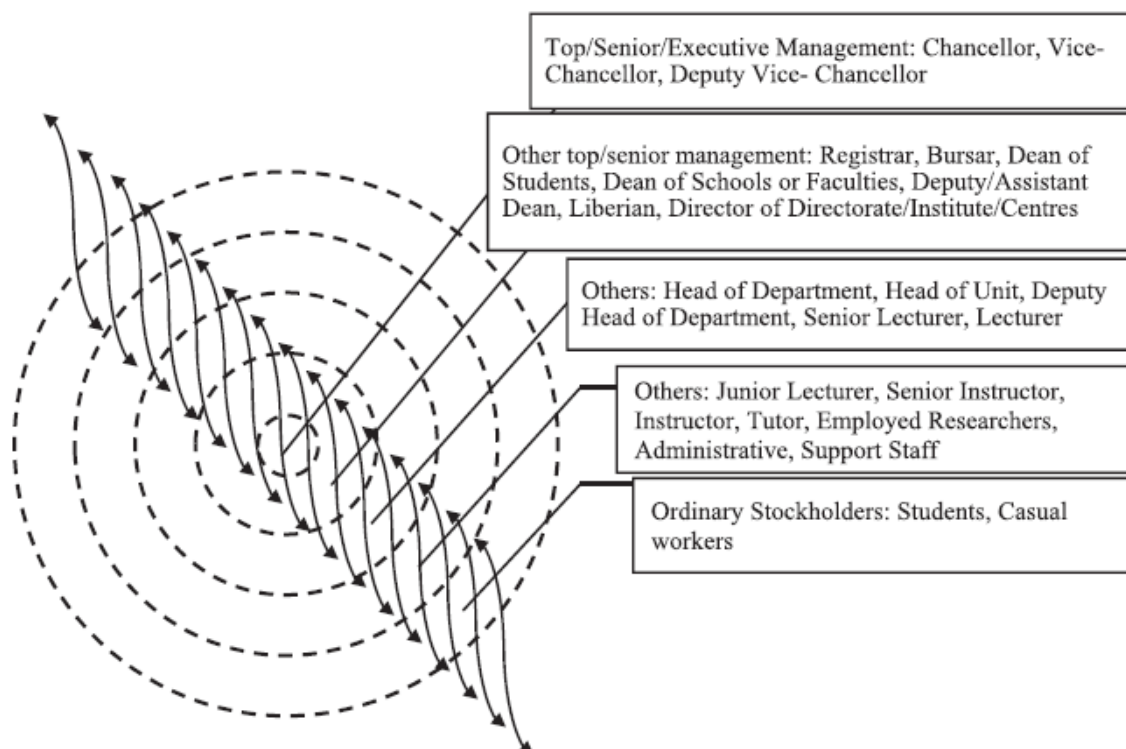 Top/Senior/Executive Management: Chancellor, Vice-
Chancellor, Deputy Vice- Chancellor
Other top/senior management: Registrar, Bursar, Dean of
Students, Dean of Schools or Faculties, Deputy/Assistant
Dean, Liberian, Director of Directorate/Institute/Centres
Others: Head of Department, Head of Unit, Deputy
Head of Department, Senior Lecturer, Lecturer
Others: Junior Lecturer, Senior Instructor,
Instructor, Tutor, Employed Researchers,
Administrative, Support Staff
Ordinary Stockholders: Students, Casual
workers